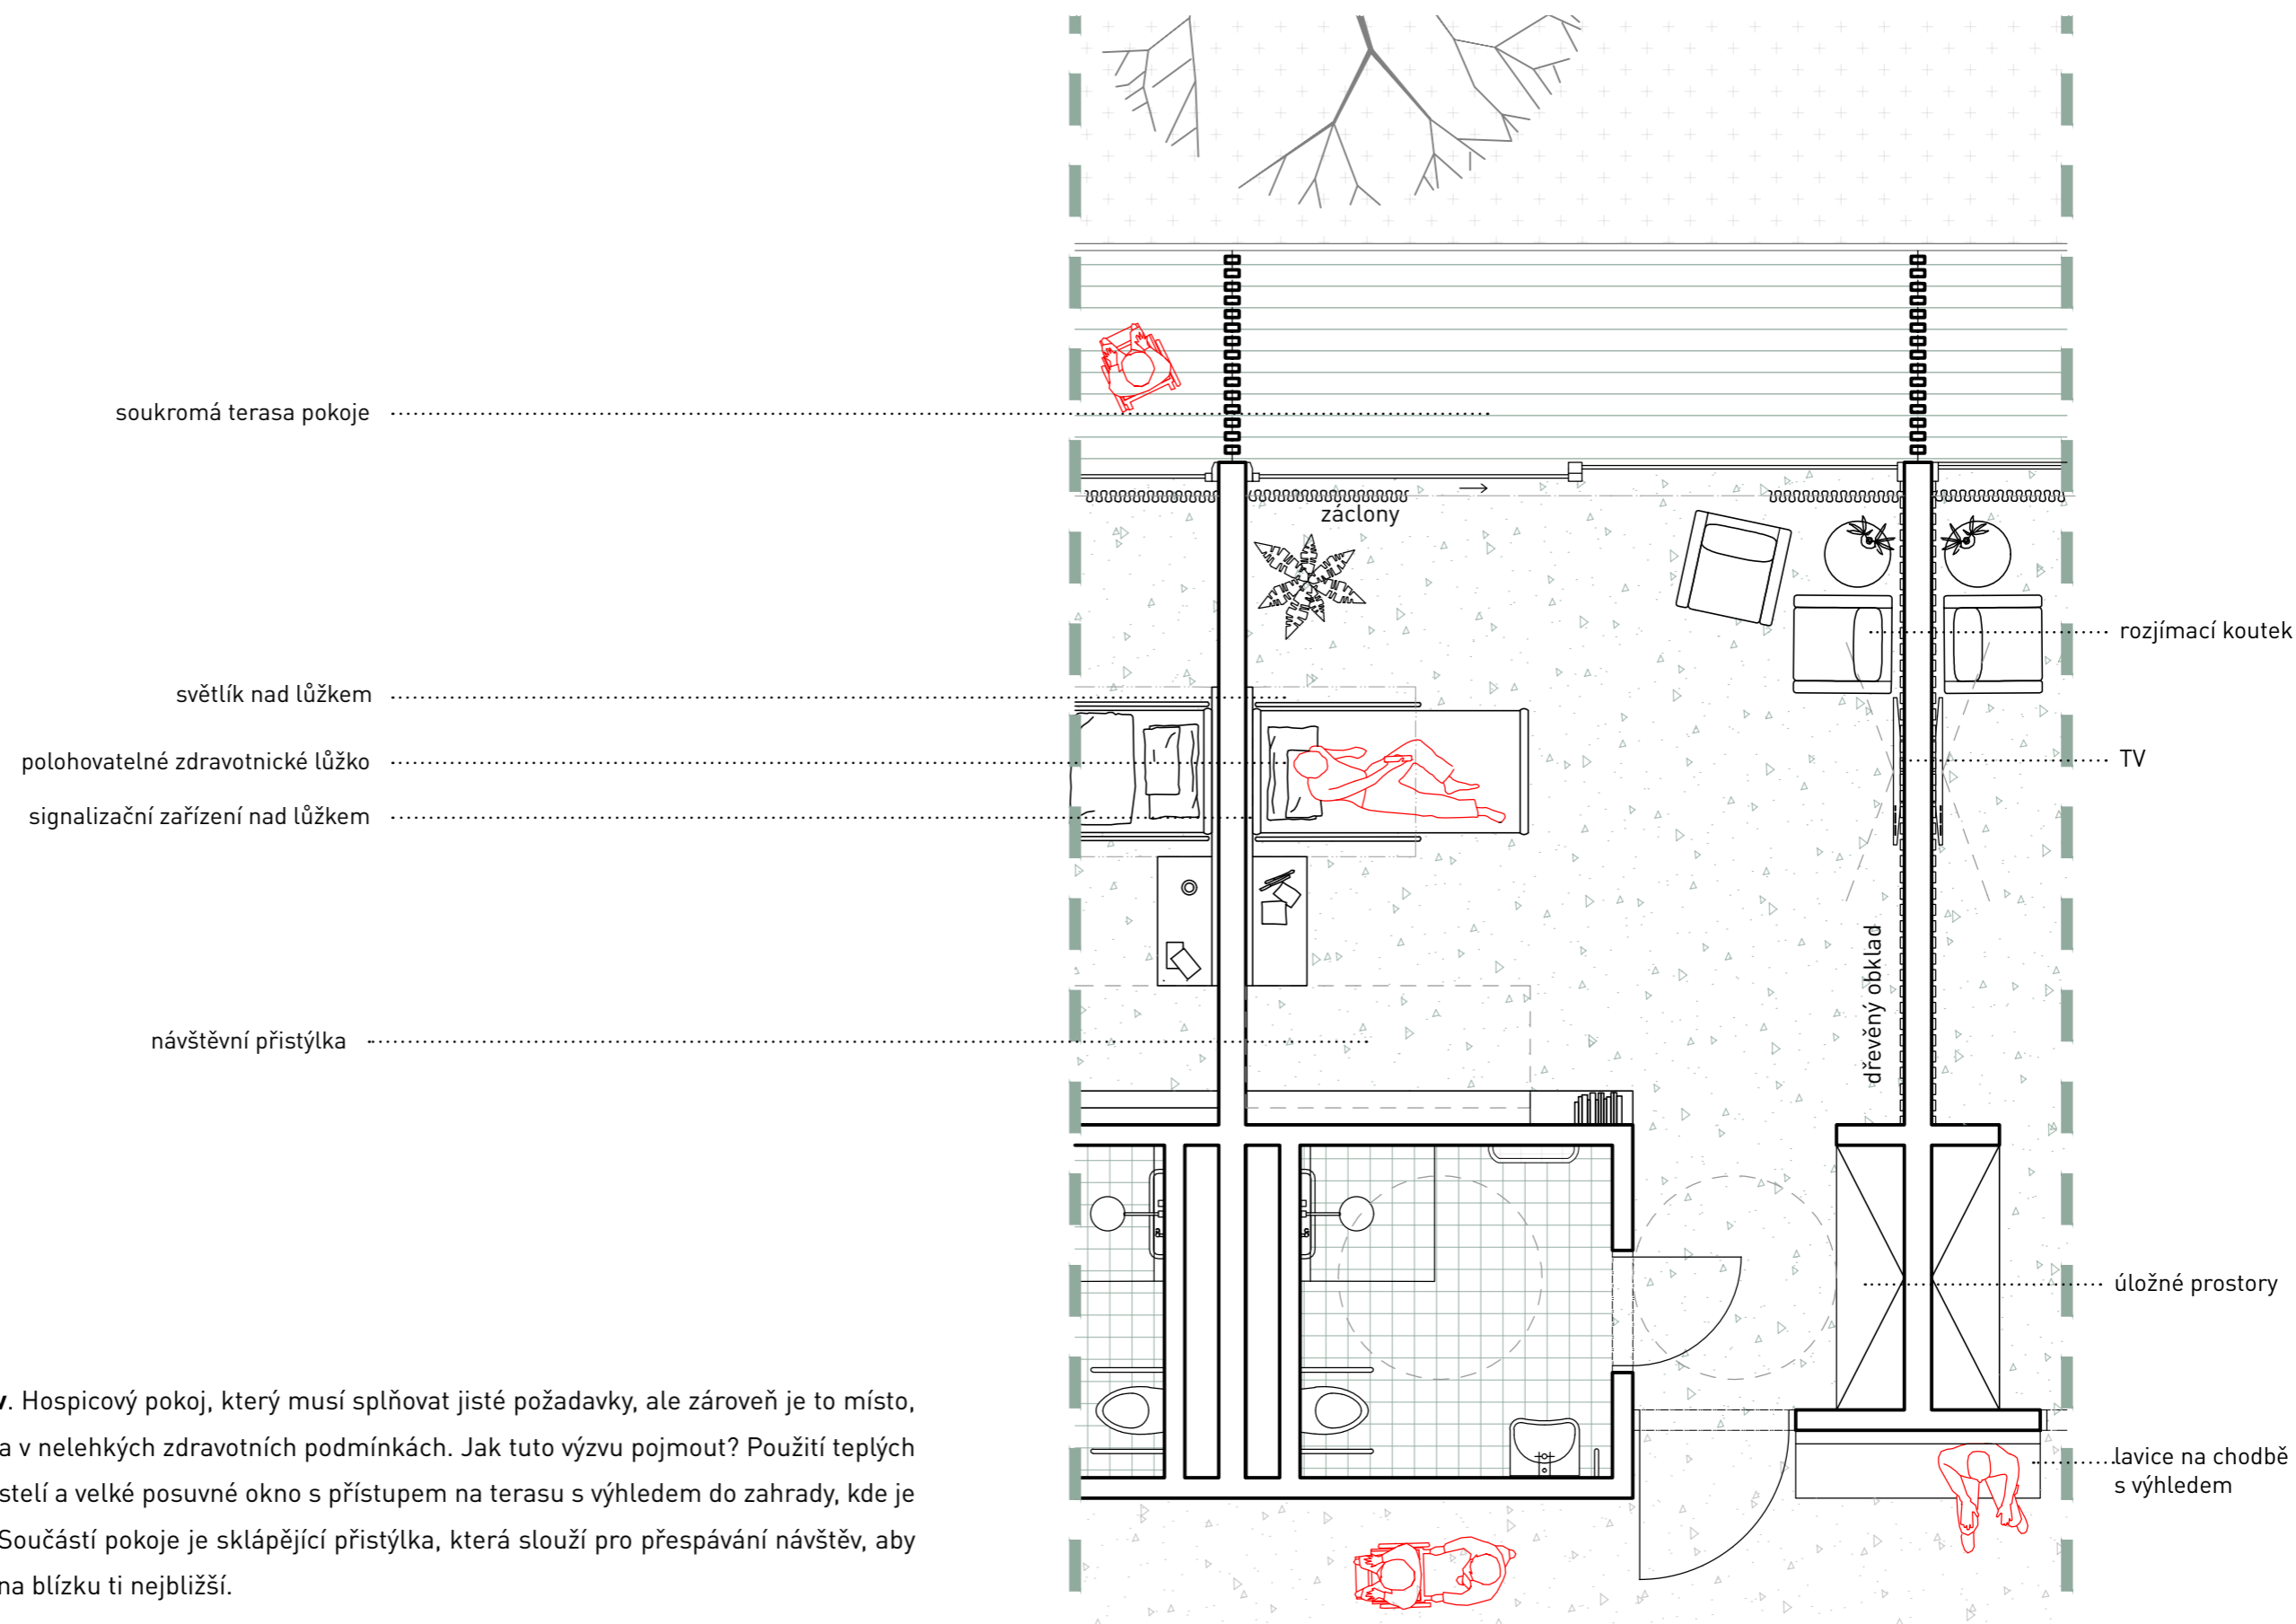 záclony
soukromá terasa pokoje
rozjímací koutek
světlík nad lůžkem
polohovatelné zdravotnické lůžko
TV
signalizační zařízení nad lůžkem
dřevěný obklad
návštěvní přistýlka
úložné prostory
lavice na chodbě
s výhledem
. Hospicový pokoj, který musí splňovat jisté požadavky, ale zároveň je to místo,
a v nelehkých zdravotních podmínkách. Jak tuto výzvu pojmout? Použití teplých
stelí a velké posuvné okno s přístupem na terasu s výhledem do zahrady, kde je
Součástí pokoje je sklápějící přistýlka, která slouží pro přespávání návštěv, aby
na blízku ti nejbližší.